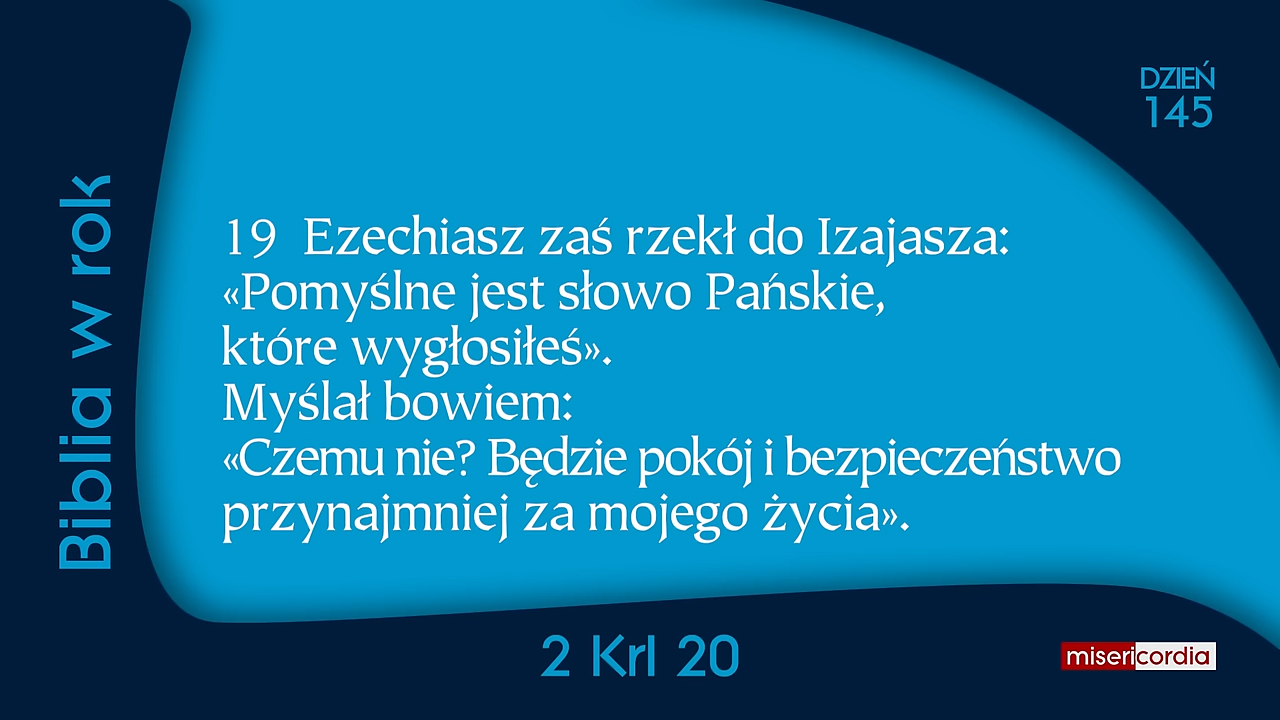 DZIEŃ
145
Biblia w rok
19 Ezechiasz zaś rzekł do Izajasza:
«Pomyślne jest słowo Pańskie,
które wygłosiłeś».
Myślał bowiem:
«Czemu nie? Będzie pokój i bezpieczeństwo
przynajmniej za mojego życia».
2 Krl 20
misericordia